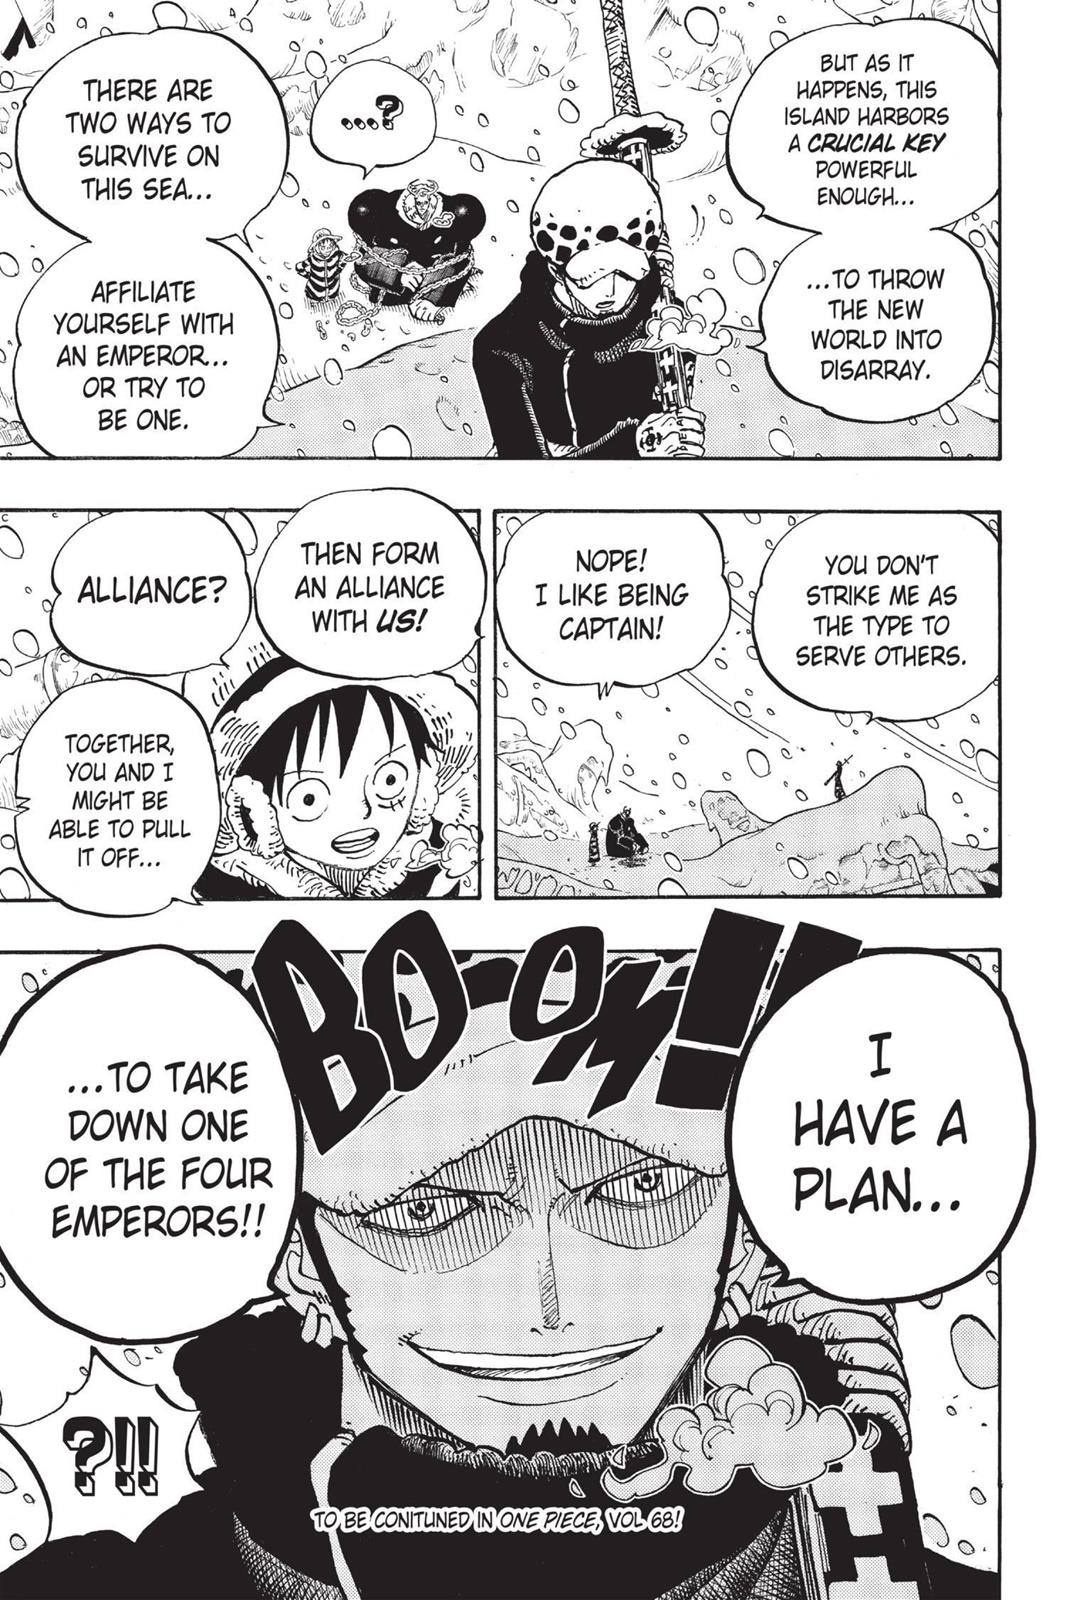 BUT AS IT
HAPPENS, THIS
ISLAND HARBORS
A CRUCIAL KEY
POWERFUL
ENOUGH...
...TO THROW
THE NEW
WORLD INTO
DISARRAY.
...?
THERE ARE
TWO WAYS TO
SURVIVE ON
THIS SEA...
AFFILIATE
YOURSELF WITH
AN EMPEROR...
OR TRY TO
BE ONE.
YOU DON'T
STRIKE ME AS
THE TYPE TO
SERVE OTHERS.
NOPE!
I LIKE BEING
CAPTAIN!
THEN FORM
AN ALLIANCE
WITH US!
ALLIANCE?
TOGETHER,
YOU AND I
MIGHT BE
ABLE TO PULL
IT OFF...
I
HAVE A
PLAN...
BO-OM!!
...TO TAKE
DOWN ONE
OF THE FOUR
EMPERORS!!
?!!
TO BE CONITUNED IN ONE PIECE, VOL 68!